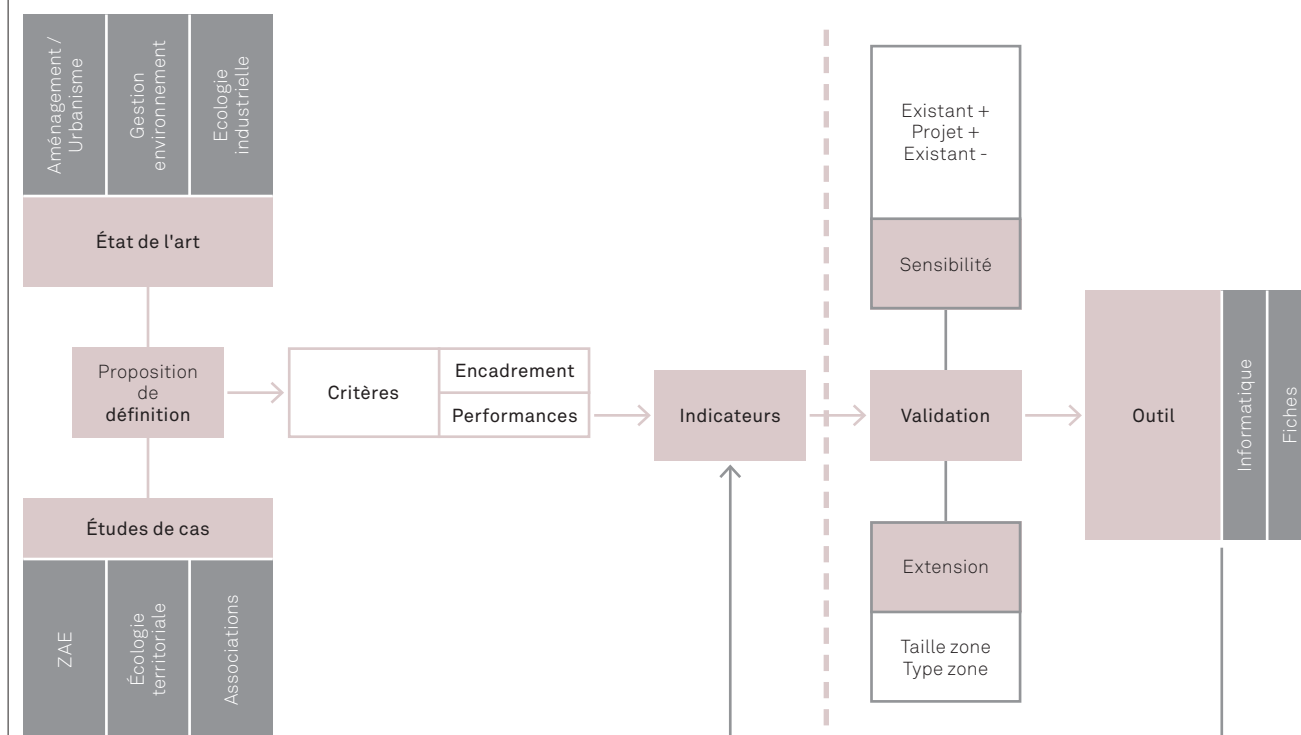 Aménagement /
Urbanisme
Gestion
environnement
Ecologie
industrielle
État de l'art
Proposition
de
définition
Études de cas
ZAE
Écologie
territoriale
Associations
Critères
Encadrement
Performances
Indicateurs
Existant +
Projet +
Existant -
Sensibilité
Validation
Extension
Taille zone
Type zone
Outil
Informatique
Fiches